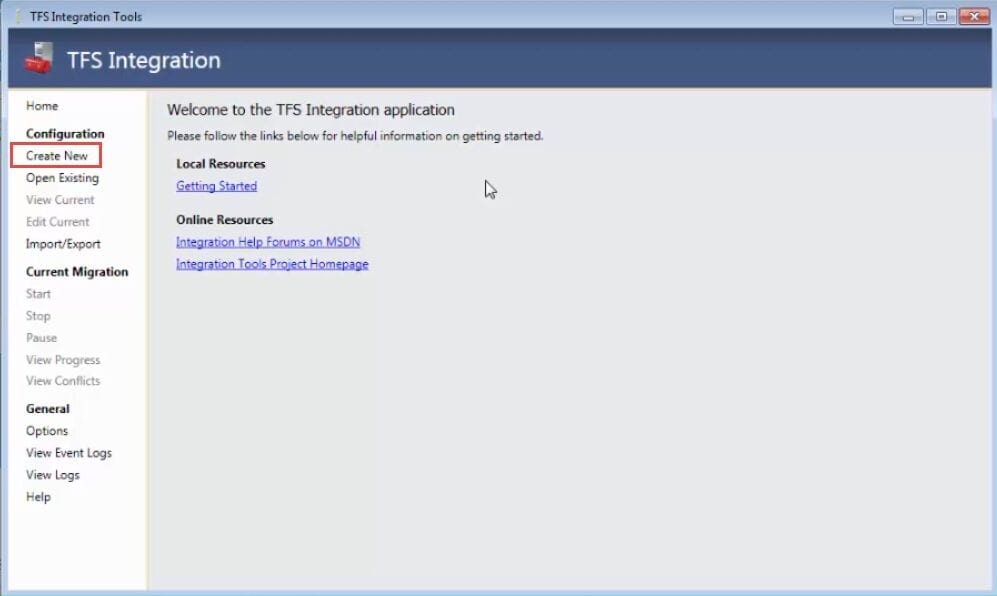 TFS Integration Tools
TFS Integration
Home
Configuration
Create New
Open Existing
View Current
Edit Current
Import/Export
Current Migration
Start
Stop
Pause
View Progress
View Conflicts
General
Options
View Event Logs
View Logs
Help
Welcome to the TFS Integration application
Please follow the links below for helpful information on getting started.
Local Resources
Getting Started
Online Resources
Integration Help Forums on MSDN
Integration Tools Project Homepage